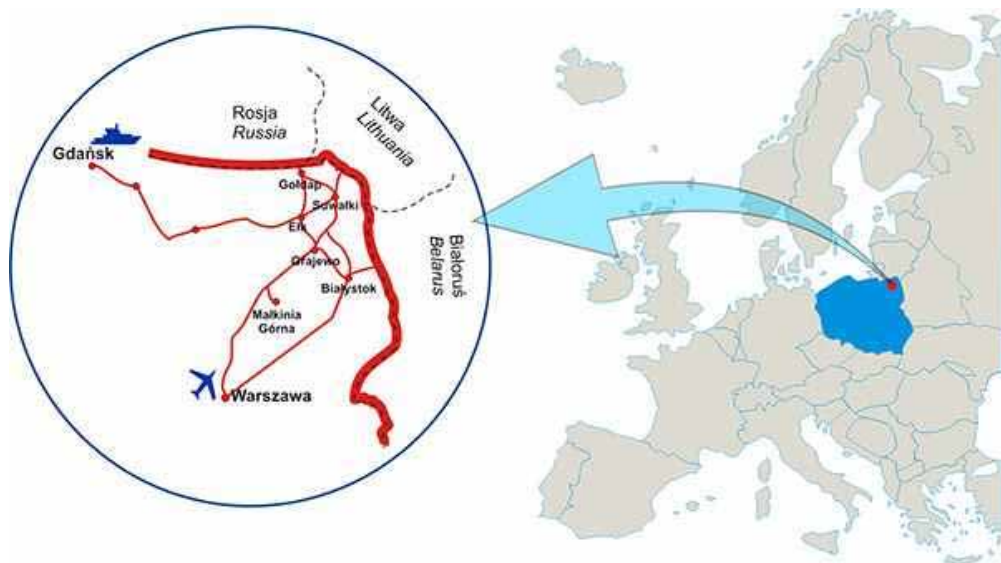 Rosja
Russia
Litwa
Lithuania
Gdańsk
Gołdap
Suwałki
Ełk
Grajewo
Białystok
Białoruś
Belarus
Małkinia
Górna
Warszawa